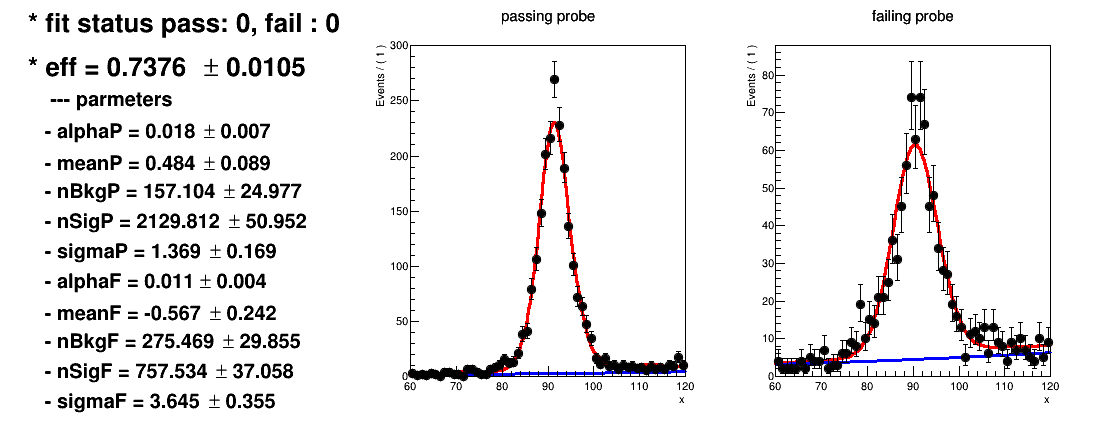 * fit status pass: 0, fail : 0
* eff = 0.7376 ± 0.0105
--- parmeters
- alphaP = 0.018 ± 0.007
- meanP = 0.484 ± 0.089
- nBkgP = 157.104 ± 24.977
- nSigP = 2129.812 ± 50.952
- sigmaP = 1.369 ± 0.169
- alphaF = 0.011 ± 0.004
- meanF = -0.567 ± 0.242
- nBkgF = 275.469 ± 29.855
- nSigF = 757.534 ± 37.058
- sigmaF = 3.645 ± 0.355
passing probe
Events / ( 1 )
300
250
200
150
100
50
0
60 70 80 90 100 110 120
x
failing probe
Events / ( 1 )
80
70
60
50
40
30
20
10
0
60 70 80 90 100 110 120
x